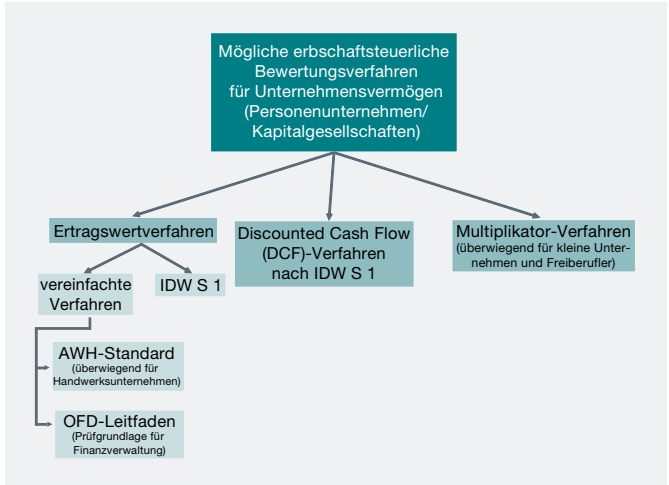 Mögliche erbschaftsteuerliche
Bewertungsverfahren
für Unternehmensvermögen
(Personenunternehmen/
Kapitalgesellschaften)
Ertragswertverfahren
Discounted Cash Flow
(DCF)-Verfahren
nach IDW S 1
Multiplikator-Verfahren
(überwiegend für kleine Unter-
nehmen und Freiberufler)
vereinfachte
Verfahren
IDW S 1
AWH-Standard
(überwiegend für
Handwerksunternehmen)
OFD-Leitfaden
(Prüfgrundlage für
Finanzverwaltung)